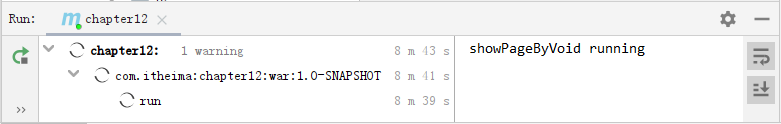 Run: chapter12
chapter12: 1 warning 8 m 43 s
com.itheima:chapter12:war:1.0-SNAPSHOT 8 m 41 s
run 8 m 39 s
showPageByVoid running